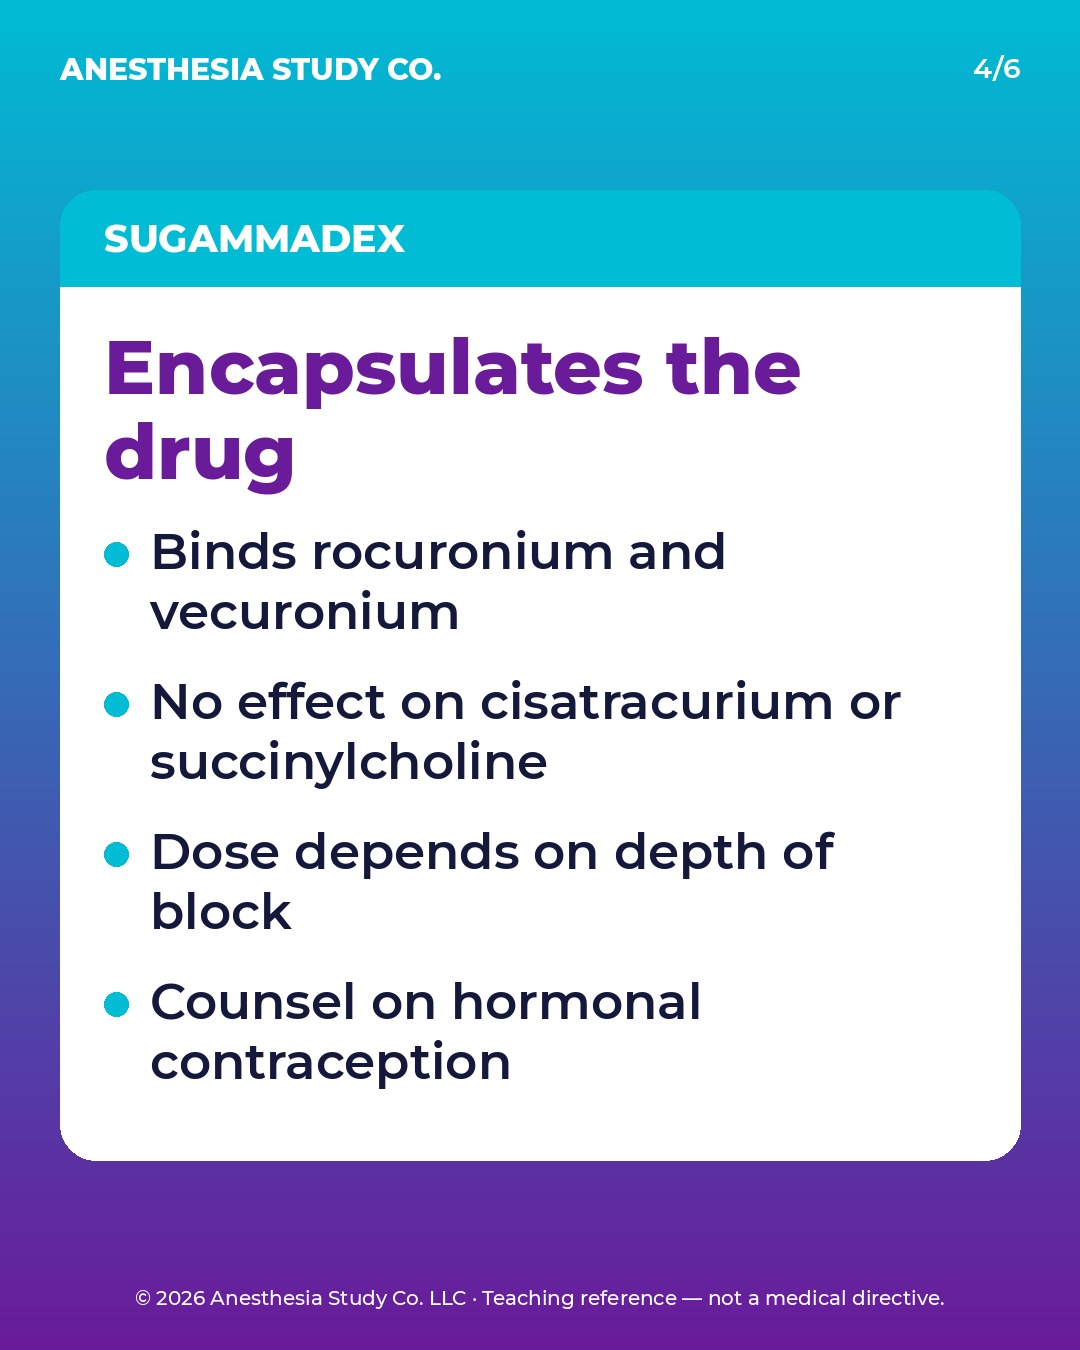 ANESTHESIA STUDY CO.
4/6
SUGAMMADEX
Encapsulates the
drug
Binds rocuronium and
vecuronium
No effect on cisatracurium or
succinylcholine
Dose depends on depth of
block
Counsel on hormonal
contraception
© 2026 Anesthesia Study Co. LLC · Teaching reference — not a medical directive.